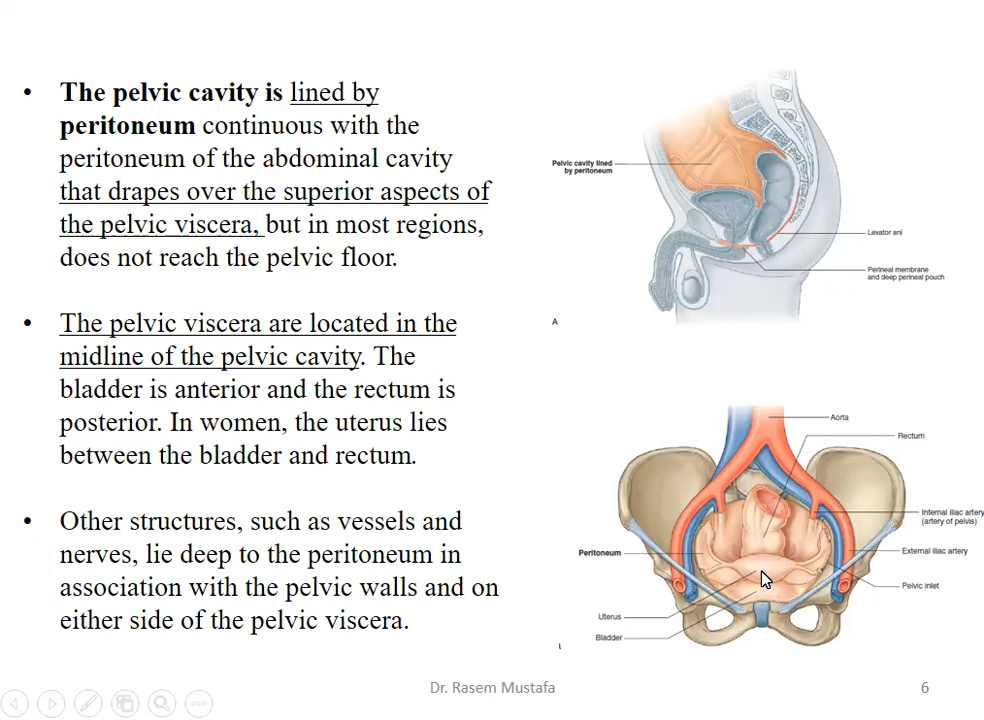 • The pelvic cavity is lined by
peritoneum continuous with the
peritoneum of the abdominal cavity
that drapes over the superior aspects of
the pelvic viscera, but in most regions,
does not reach the pelvic floor.
• The pelvic viscera are located in the
midline of the pelvic cavity. The
bladder is anterior and the rectum is
posterior. In women, the uterus lies
between the bladder and rectum.
• Other structures, such as vessels and
nerves, lie deep to the peritoneum in
association with the pelvic walls and on
either side of the pelvic viscera.
Pelvic cavity lined
by peritoneum
Levator ani
Perineal membrane
and deep perineal pouch
A
Aorta
Rectum
Internal iliac artery
(artery of pelvis)
Peritoneum
External iliac artery
Pelvic inlet
Uterus
Bladder
Dr. Rasem Mustafa
6